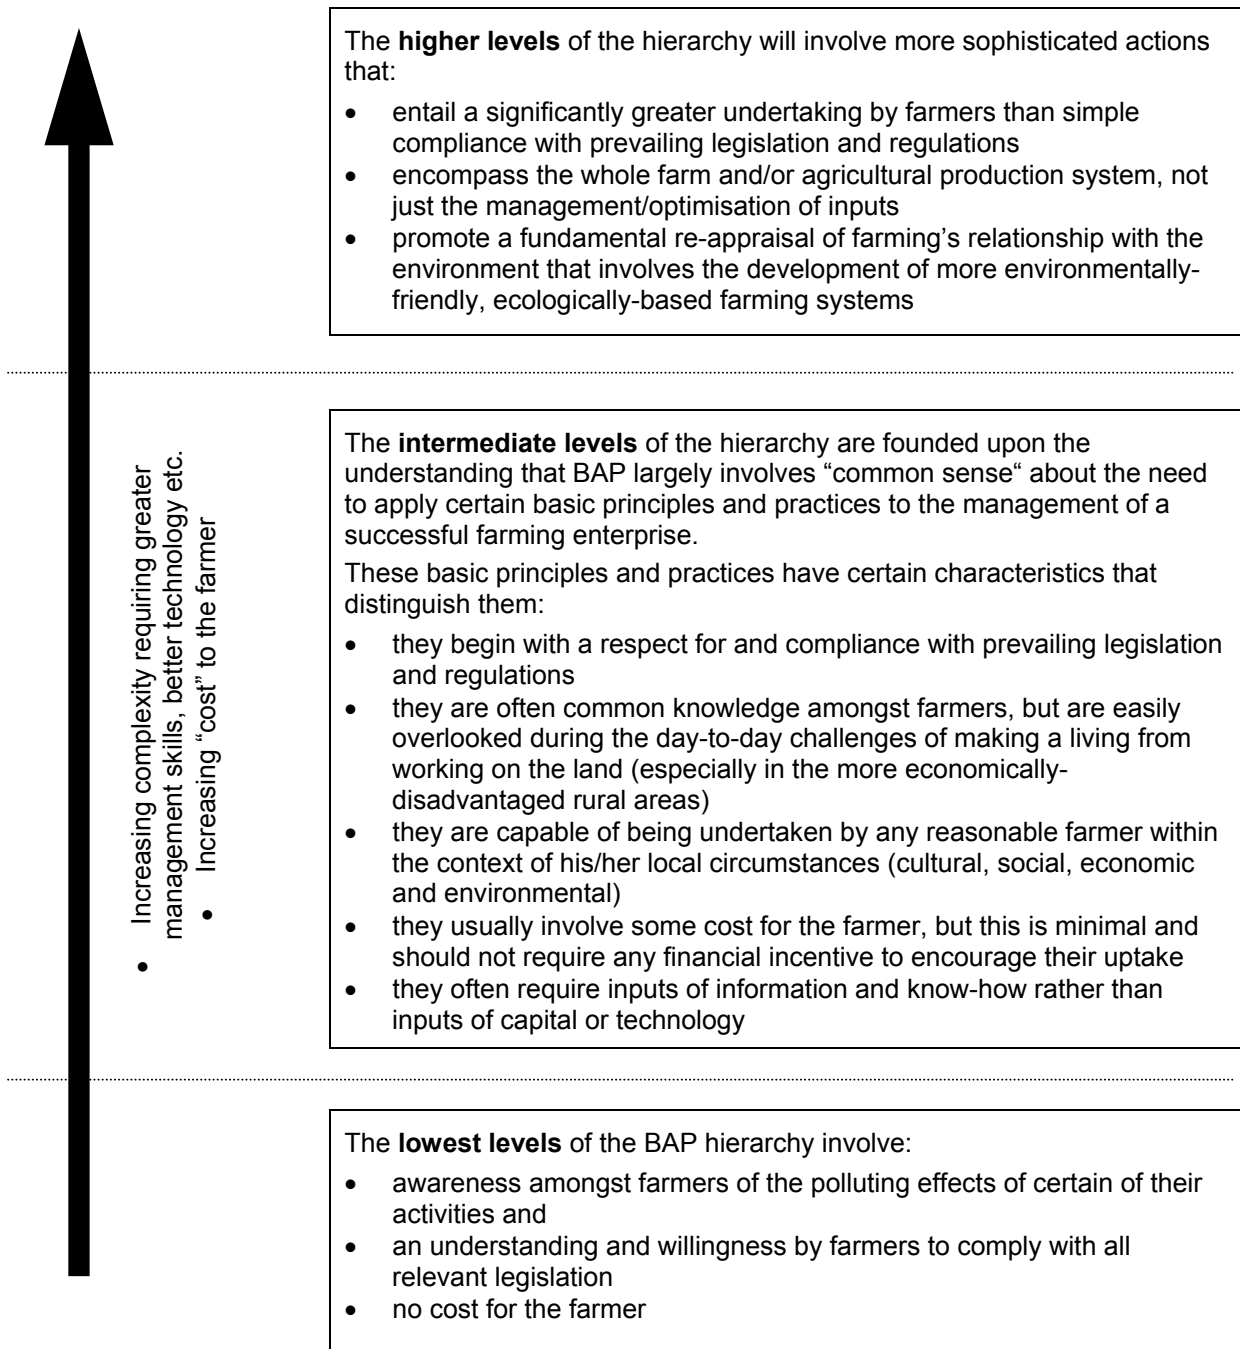 The higher levels of the hierarchy will involve more sophisticated actions
that:
• entail a significantly greater undertaking by farmers than simple
compliance with prevailing legislation and regulations
• encompass the whole farm and/or agricultural production system, not
just the management/optimisation of inputs
• promote a fundamental re-appraisal of farming’s relationship with the
environment that involves the development of more environmentally-
friendly, ecologically-based farming systems
• Increasing complexity requiring greater
management skills, better technology etc.
• Increasing “cost” to the farmer
The intermediate levels of the hierarchy are founded upon the
understanding that BAP largely involves “common sense“ about the need
to apply certain basic principles and practices to the management of a
successful farming enterprise.
These basic principles and practices have certain characteristics that
distinguish them:
• they begin with a respect for and compliance with prevailing legislation
and regulations
• they are often common knowledge amongst farmers, but are easily
overlooked during the day-to-day challenges of making a living from
working on the land (especially in the more economically-
disadvantaged rural areas)
• they are capable of being undertaken by any reasonable farmer within
the context of his/her local circumstances (cultural, social, economic
and environmental)
• they usually involve some cost for the farmer, but this is minimal and
should not require any financial incentive to encourage their uptake
• they often require inputs of information and know-how rather than
inputs of capital or technology
The lowest levels of the BAP hierarchy involve:
• awareness amongst farmers of the polluting effects of certain of their
activities and
• an understanding and willingness by farmers to comply with all
relevant legislation
• no cost for the farmer